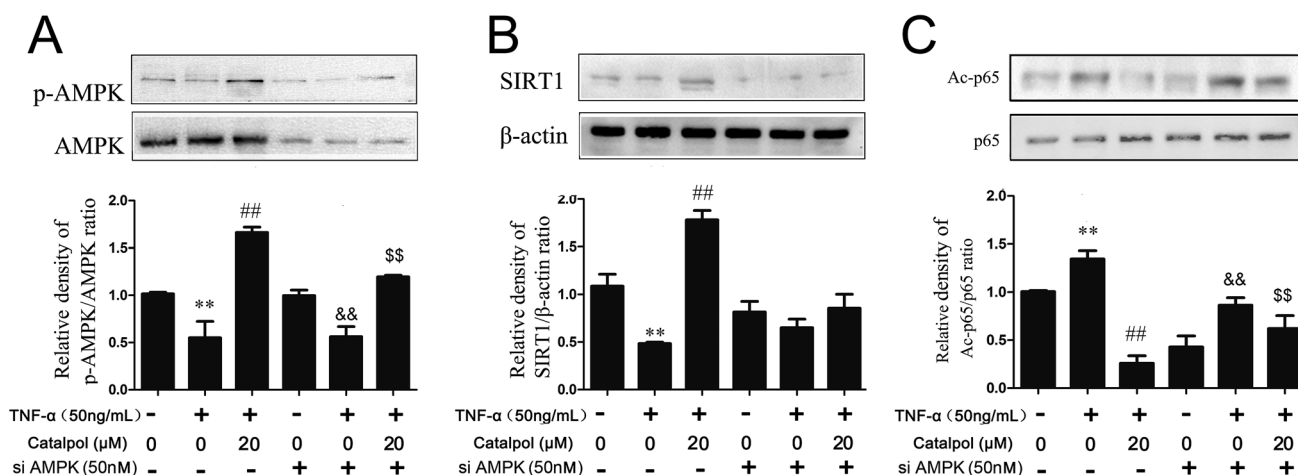 A
p-AMPK
AMPK
Relative density of
p-AMPK/AMPK ratio
2.0
1.5
1.0
0.5
0.0
**
##
&&
$$
TNF-α（50ng/mL） - + + - + +
Catalpol (μM) 0 0 20 0 0 20
si AMPK (50nM) - - - + + +
B
SIRT1
β-actin
Relative density of
SIRT1/β-actin ratio
2.0
1.5
1.0
0.5
0.0
**
##
TNF-α（50ng/mL） - + + - + +
Catalpol (μM) 0 0 20 0 0 20
si AMPK (50nM) - - - + + +
C
Ac-p65
p65
Relative density of
Ac-p65/p65 ratio
2.0
1.5
1.0
0.5
0.0
**
##
&&
$$
TNF-α（50ng/mL） - + + - + +
Catalpol (μM) 0 0 20 0 0 20
si AMPK (50nM) - - - + + +